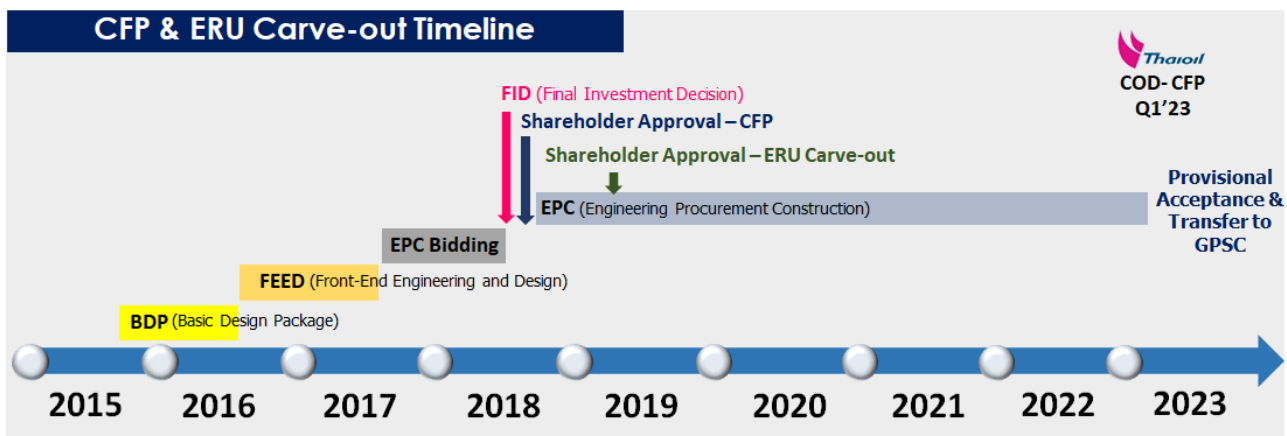 CFP & ERU Carve-out Timeline
Thaioil
COD- CFP
Q1'23
FID (Final Investment Decision)
Shareholder Approval – CFP
Shareholder Approval – ERU Carve-out
EPC (Engineering Procurement Construction)
Provisional
Acceptance &
Transfer to
GPSC
EPC Bidding
FEED (Front-End Engineering and Design)
BDP (Basic Design Package)
2015 2016 2017 2018 2019 2020 2021 2022 2023